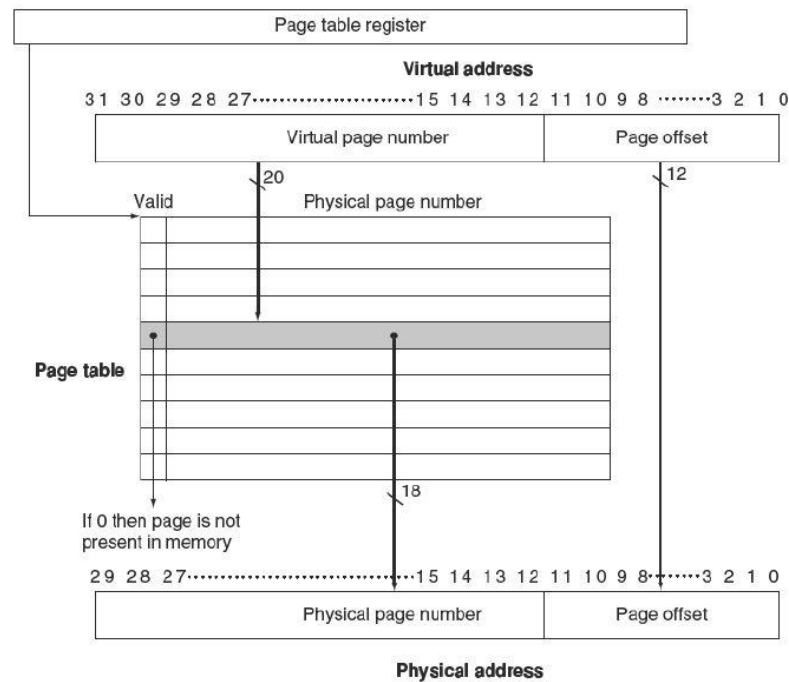 Page table register
Virtual address
31 30 29 28 27······················15 14 13 12 11 10 9 8 ·······3 2 1 0
Virtual page number Page offset
20 12
Valid Physical page number
Page table
18
If 0 then page is not
present in memory
29 28 27······························15 14 13 12 11 10 9 8·······3 2 1 0
Physical page number Page offset
Physical address